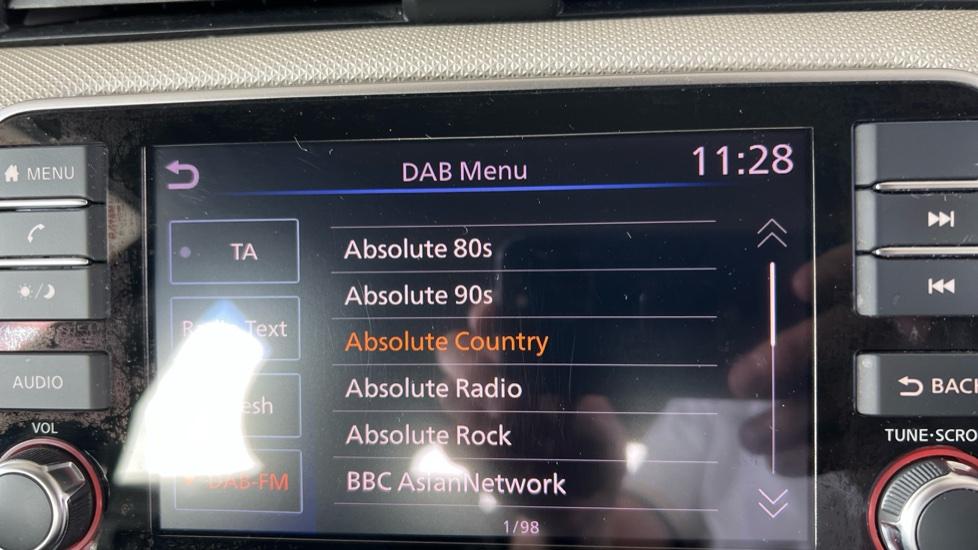 MENU
AUDIO
VOL
DAB Menu
11:28
TA
Text
DAB-FM
Absolute 80s
Absolute 90s
Absolute Country
Absolute Radio
Absolute Rock
BBC AsianNetwork
1/98
BACK
TUNE·SCRO